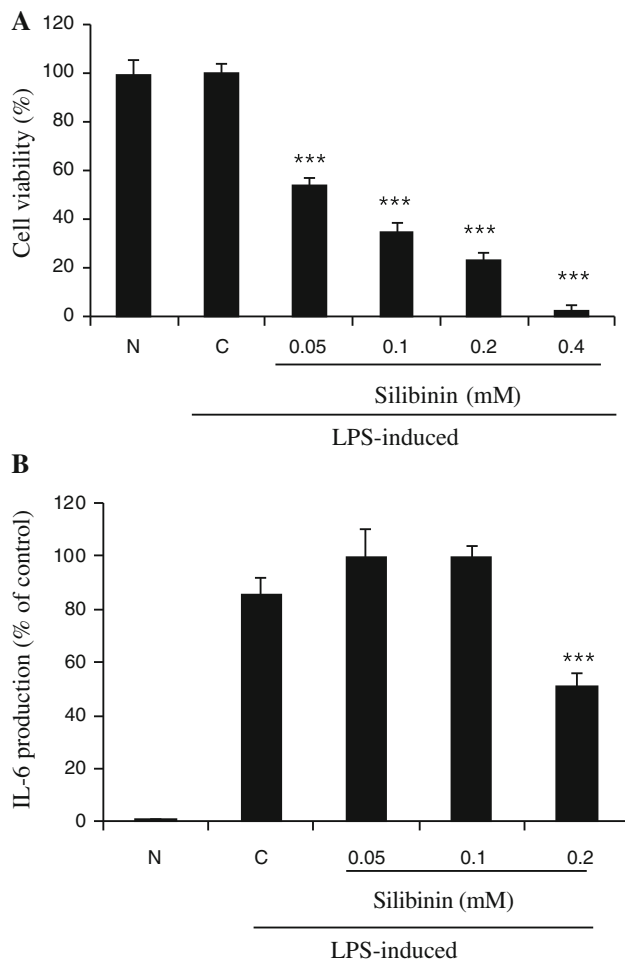 A
Cell viability (%)
120
100
80
60
40
20
0
***
***
***
***
N C 0.05 0.1 0.2 0.4
Silibinin (mM)
LPS-induced
B
IL-6 production (% of control)
120
100
80
60
40
20
0
***
N C 0.05 0.1 0.2
Silibinin (mM)
LPS-induced